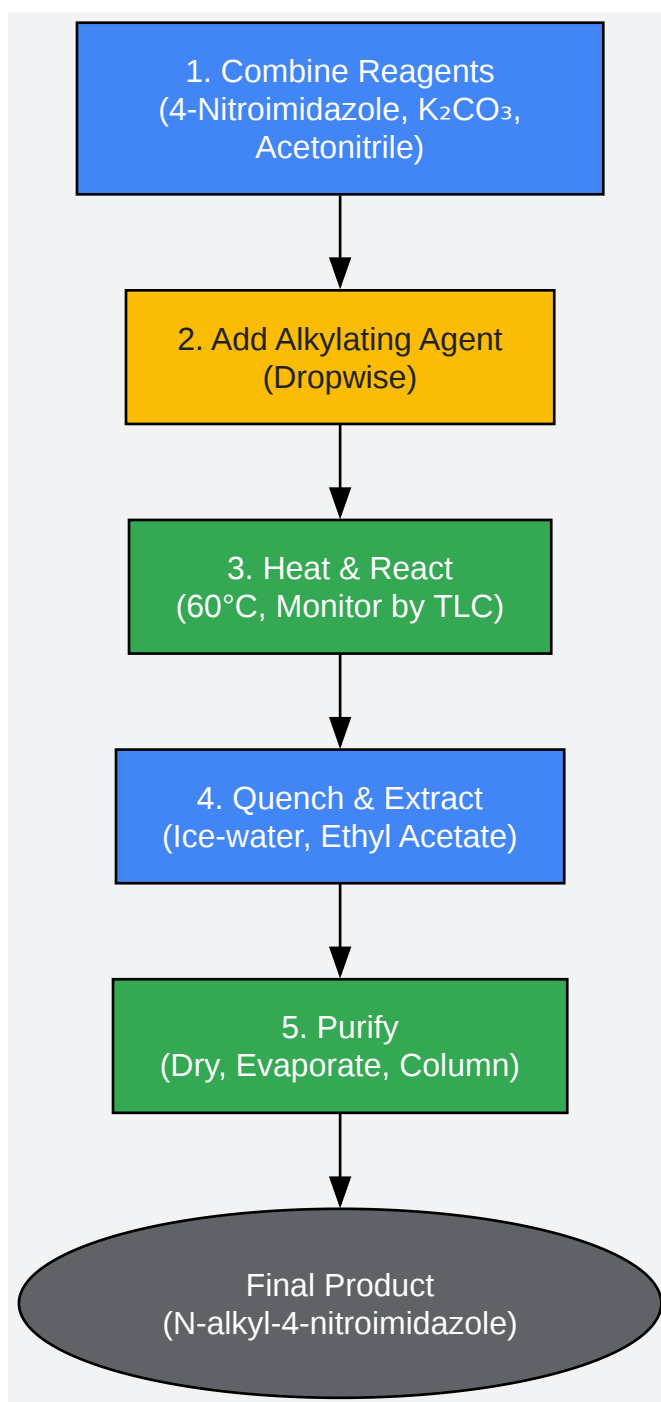 1. Combine Reagents
(4-Nitroimidazole, K₂CO₃,
Acetonitrile)
2. Add Alkylating Agent
(Dropwise)
3. Heat & React
(60°C, Monitor by TLC)
4. Quench & Extract
(Ice-water, Ethyl Acetate)
5. Purify
(Dry, Evaporate, Column)
Final Product
(N-alkyl-4-nitroimidazole)